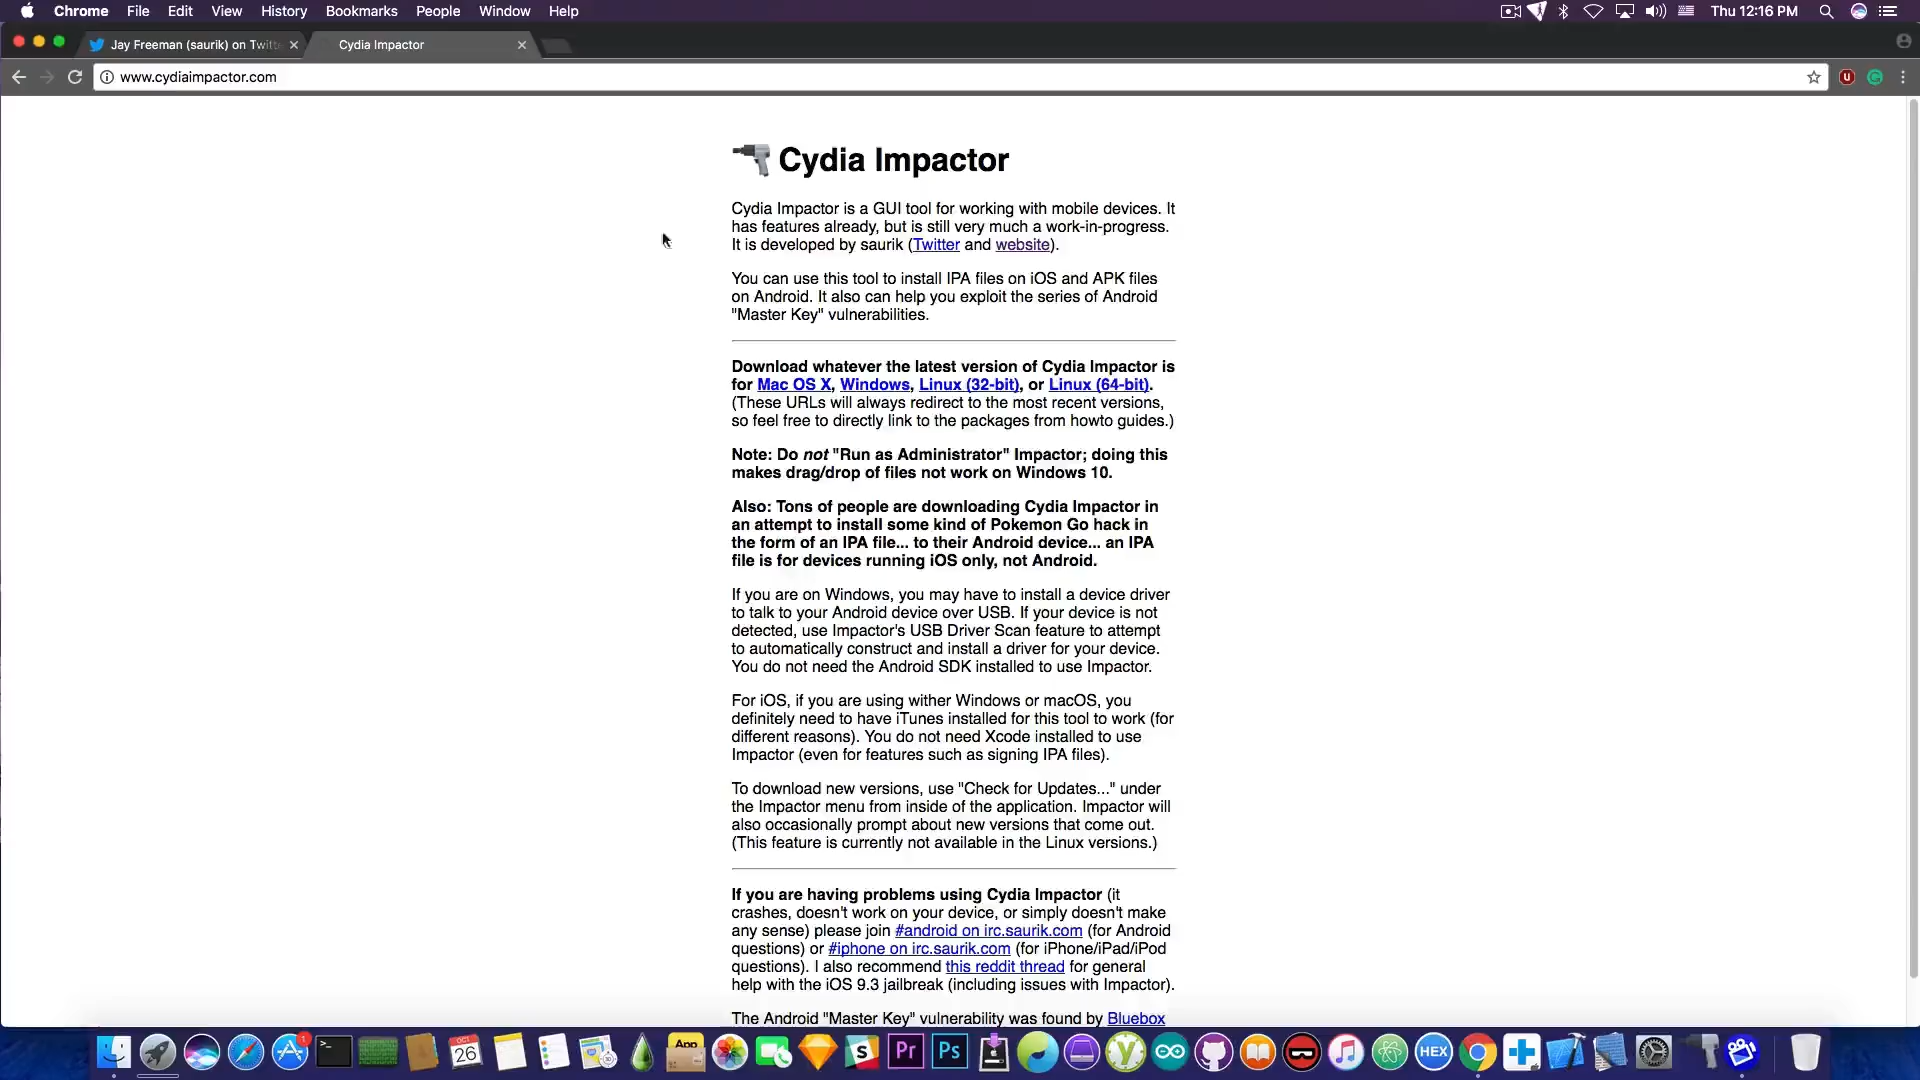 Chrome File Edit View History Bookmarks People Window Help Thu 12:16 PM
Jay Freeman (saurik) on Twitt Cydia Impactor
www.cydiaimpactor.com
Cydia Impactor
Cydia Impactor is a GUI tool for working with mobile devices. It
has features already, but is still very much a work-in-progress.
It is developed by saurik (Twitter and website).
You can use this tool to install IPA files on iOS and APK files
on Android. It also can help you exploit the series of Android
"Master Key" vulnerabilities.
Download whatever the latest version of Cydia Impactor is
for Mac OS X, Windows, Linux (32-bit), or Linux (64-bit).
(These URLs will always redirect to the most recent versions,
so feel free to directly link to the packages from howto guides.)
Note: Do not "Run as Administrator" Impactor; doing this
makes drag/drop of files not work on Windows 10.
Also: Tons of people are downloading Cydia Impactor in
an attempt to install some kind of Pokemon Go hack in
the form of an IPA file... to their Android device... an IPA
file is for devices running iOS only, not Android.
If you are on Windows, you may have to install a device driver
to talk to your Android device over USB. If your device is not
detected, use Impactor's USB Driver Scan feature to attempt
to automatically construct and install a driver for your device.
You do not need the Android SDK installed to use Impactor.
For iOS, if you are using wither Windows or macOS, you
definitely need to have iTunes installed for this tool to work (for
different reasons). You do not need Xcode installed to use
Impactor (even for features such as signing IPA files).
To download new versions, use "Check for Updates..." under
the Impactor menu from inside of the application. Impactor will
also occasionally prompt about new versions that come out.
(This feature is currently not available in the Linux versions.)
If you are having problems using Cydia Impactor (it
crashes, doesn't work on your device, or simply doesn't make
any sense) please join #android on irc.saurik.com (for Android
questions) or #iphone on irc.saurik.com (for iPhone/iPad/iPod
questions). I also recommend this reddit thread for general
help with the iOS 9.3 jailbreak (including issues with Impactor).
The Android "Master Key" vulnerability was found by Bluebox
1 OCT 26 App S Pr Ps HEX